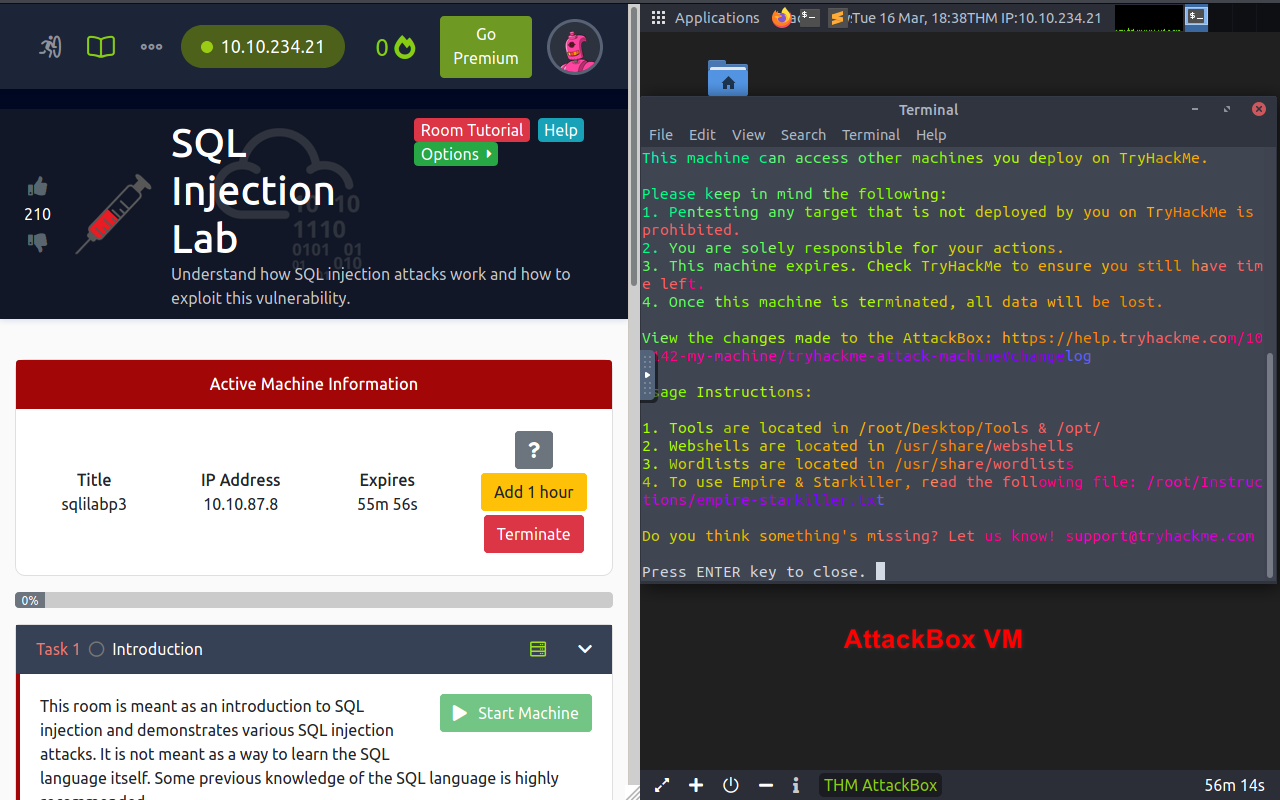 10.10.234.21
0
Go
Premium
SQL
Injection
Lab
Room Tutorial
Help
Options
210
Understand how SQL injection attacks work and how to
exploit this vulnerability.
Active Machine Information
Title
sqlilabp3
IP Address
10.10.87.8
Expires
55m 56s
?
Add 1 hour
Terminate
0%
Task 1
Introduction
This room is meant as an introduction to SQL
injection and demonstrates various SQL injection
attacks. It is not meant as a way to learn the SQL
language itself. Some previous knowledge of the SQL language is highly
Start Machine
Applications
Tue 16 Mar, 18:38
THM IP:10.10.234.21
Terminal
File Edit View Search Terminal Help
This machine can access other machines you deploy on TryHackMe.
Please keep in mind the following:
1. Pentesting any target that is not deployed by you on TryHackMe is
prohibited.
2. You are solely responsible for your actions.
3. This machine expires. Check TryHackMe to ensure you still have tim
e left.
4. Once this machine is terminated, all data will be lost.
View the changes made to the AttackBox: https://help.tryhackme.com/10
42-my-machine/tryhackme-attack-machine#changelog
sage Instructions:
1. Tools are located in /root/Desktop/Tools & /opt/
2. Webshells are located in /usr/share/webshells
3. Wordlists are located in /usr/share/wordlists
4. To use Empire & Starkiller, read the following file: /root/Instruc
tions/empire-starkiller.txt
Do you think something's missing? Let us know! support@tryhackme.com
Press ENTER key to close.
AttackBox VM
THM AttackBox
56m 14s